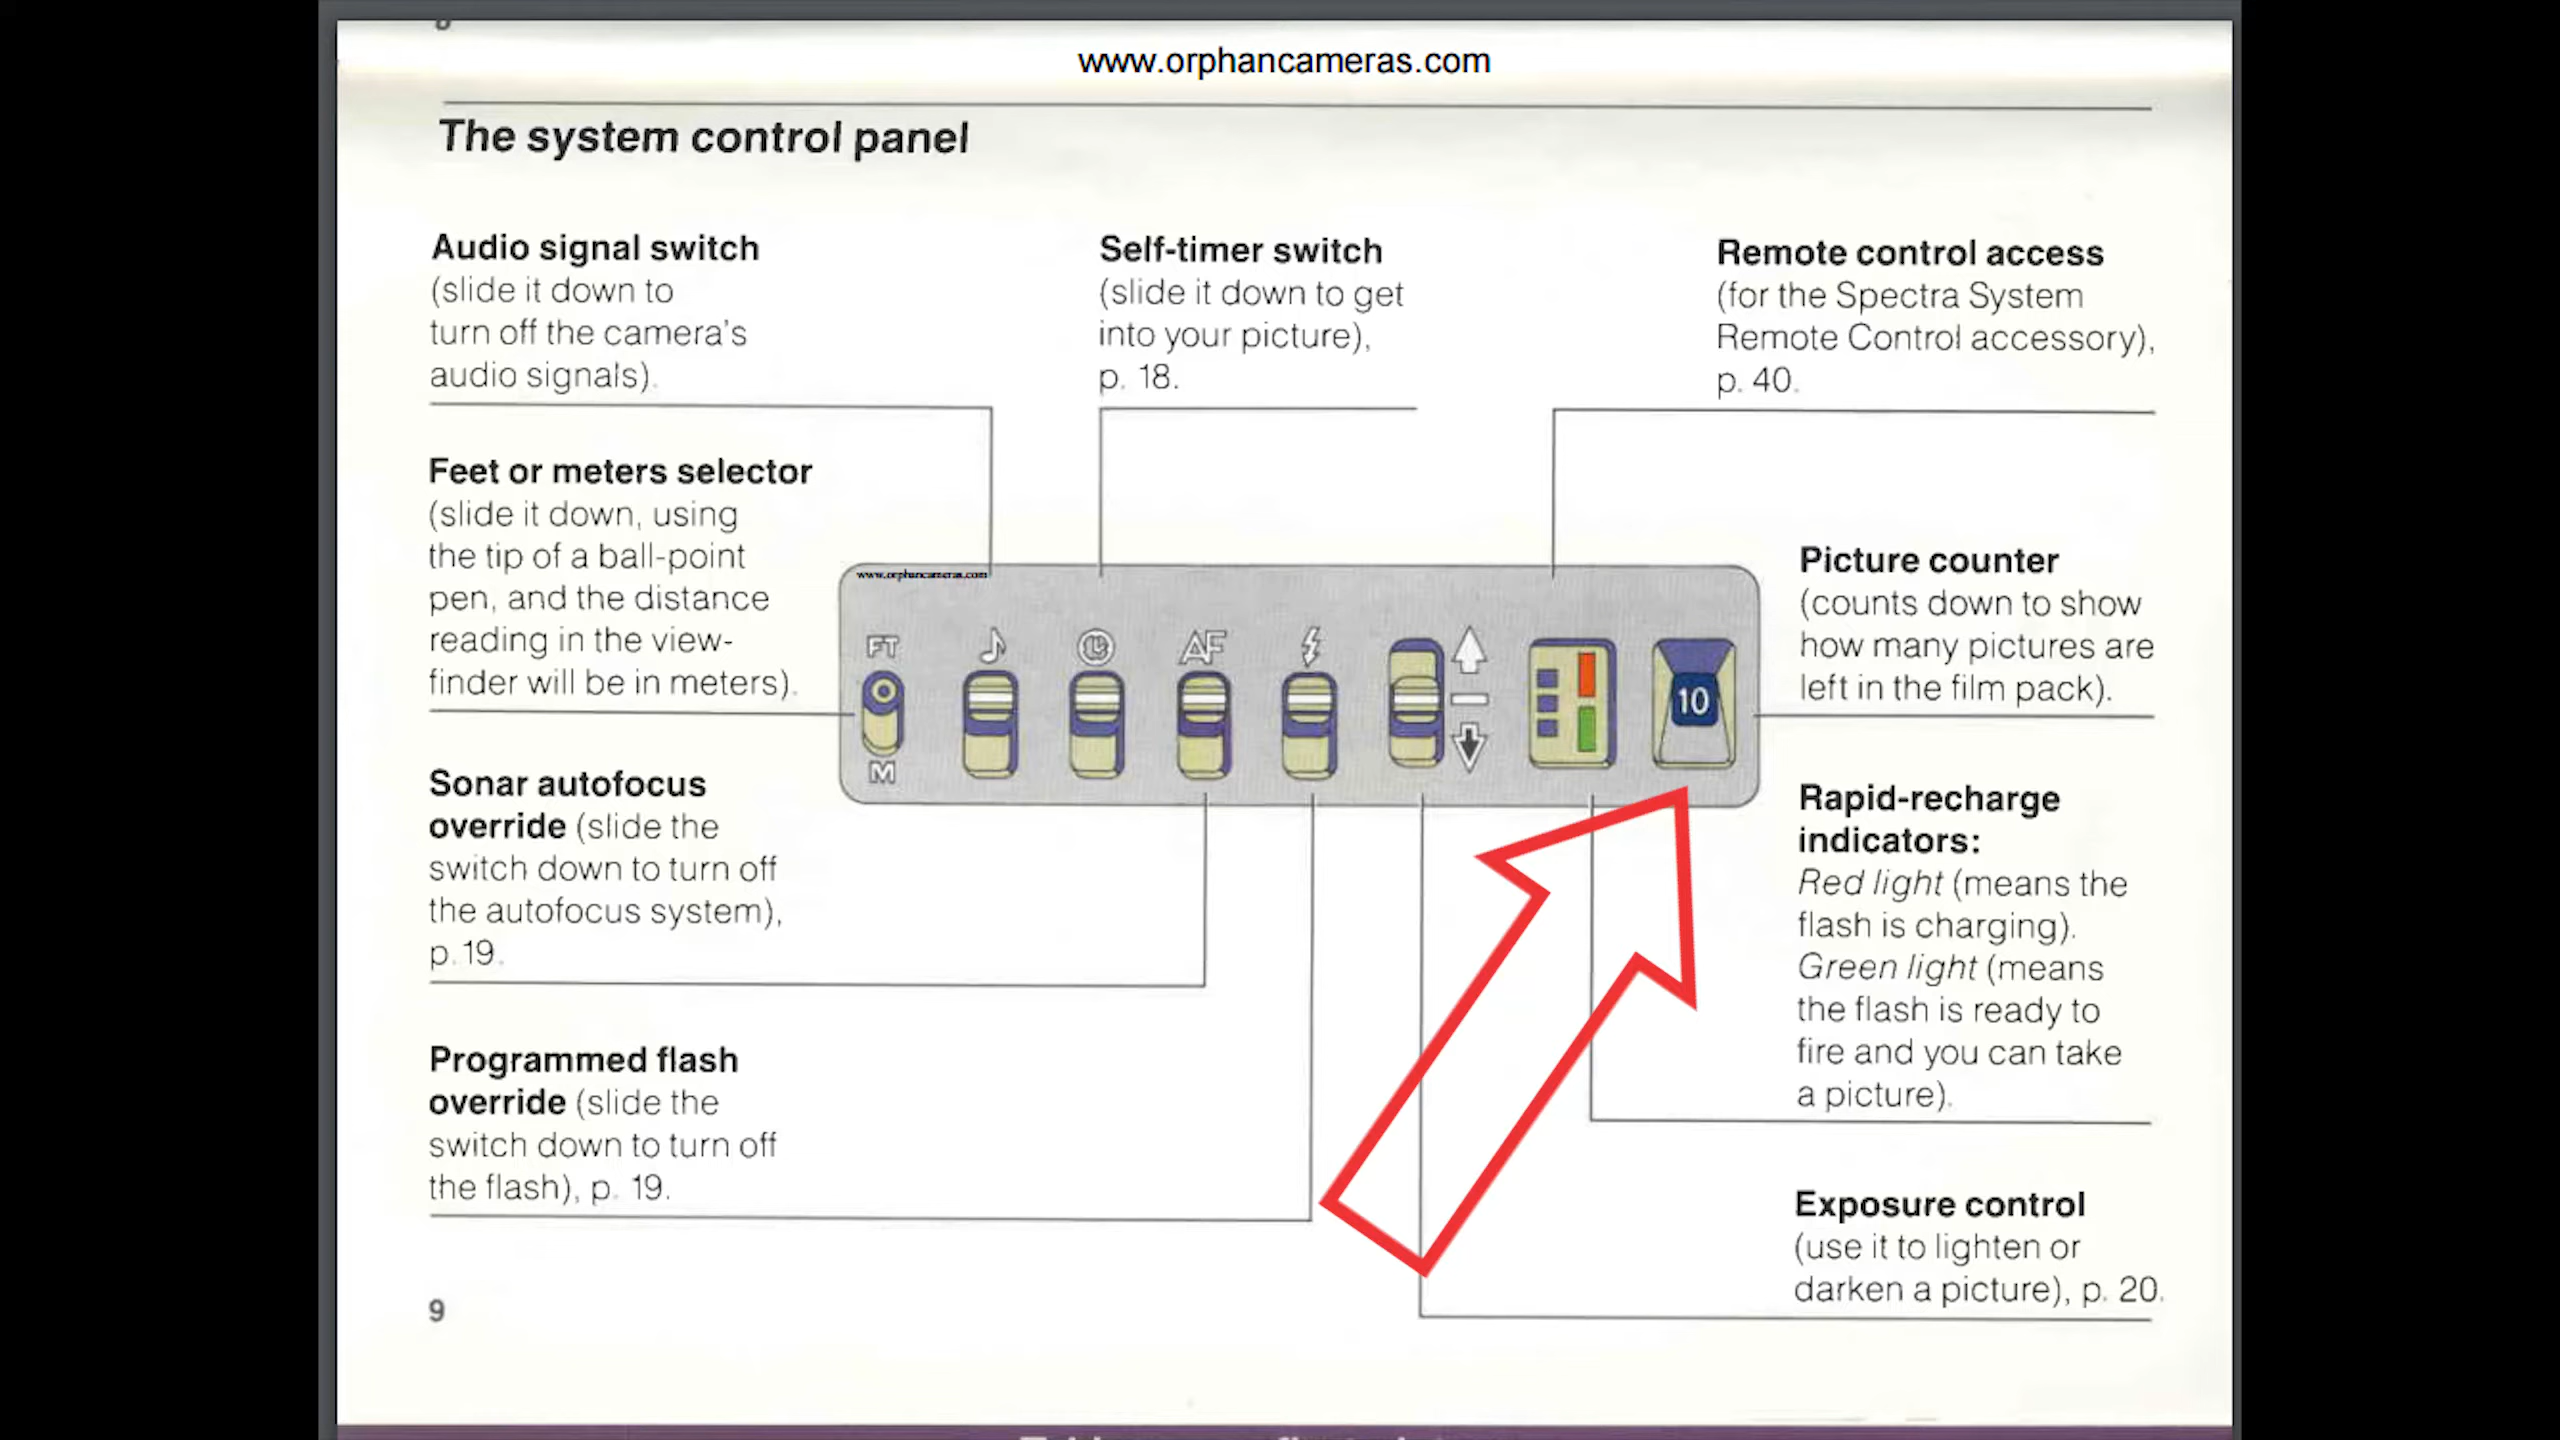 www.orphancameras.com
The system control panel
Audio signal switch
(slide it down to
turn off the camera's
audio signals).
Self-timer switch
(slide it down to get
into your picture),
p. 18.
Remote control access
(for the Spectra System
Remote Control accessory),
p. 40.
Feet or meters selector
(slide it down, using
the tip of a ball-point
pen, and the distance
reading in the view-
finder will be in meters).
www.orphancameras.com
FT
AF
M
10
Picture counter
(counts down to show
how many pictures are
left in the film pack).
Sonar autofocus
override (slide the
switch down to turn off
the autofocus system),
p. 19.
Rapid-recharge
indicators:
Red light (means the
flash is charging).
Green light (means
the flash is ready to
fire and you can take
a picture).
Programmed flash
override (slide the
switch down to turn off
the flash), p. 19.
Exposure control
(use it to lighten or
darken a picture), p. 20.
9